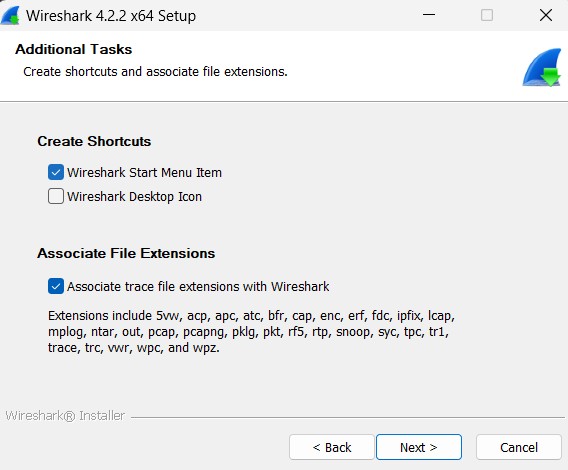 Wireshark 4.2.2 x64 Setup
Additional Tasks
Create shortcuts and associate file extensions.
Create Shortcuts
Wireshark Start Menu Item
Wireshark Desktop Icon
Associate File Extensions
Associate trace file extensions with Wireshark
Extensions include 5vw, acp, apc, atc, bfr, cap, enc, erf, fdc, ipfix, lcap,
mplog, ntar, out, pcap, pcapng, pklg, pkt, rf5, rtp, snoop, syc, tpc, tr1,
trace, trc, vwr, wpc, and wpz.
Wireshark® Installer
< Back
Next >
Cancel